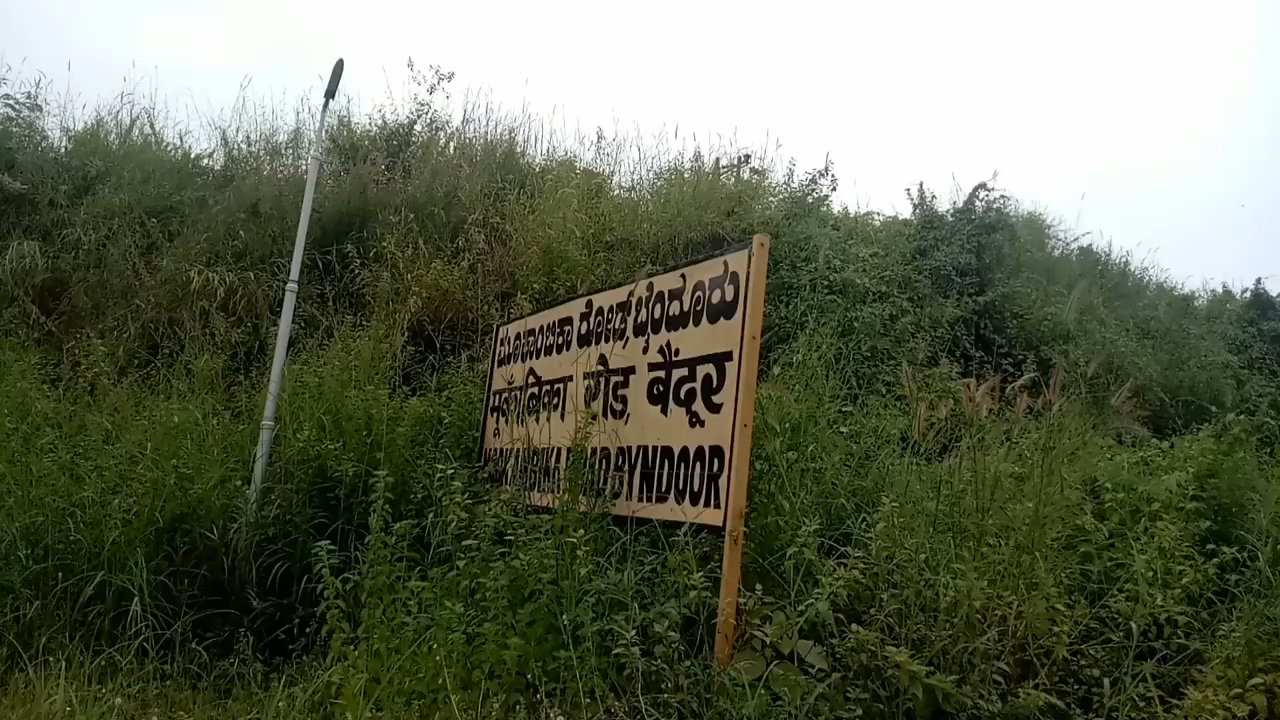 ಮೂಕಾಂಬಿಕಾ ರೋಡ್, ಬೈಂದೂರು
मूकाँबिका रोड, बैंदूर
MOOKAMBIKA ROAD BYNDOOR